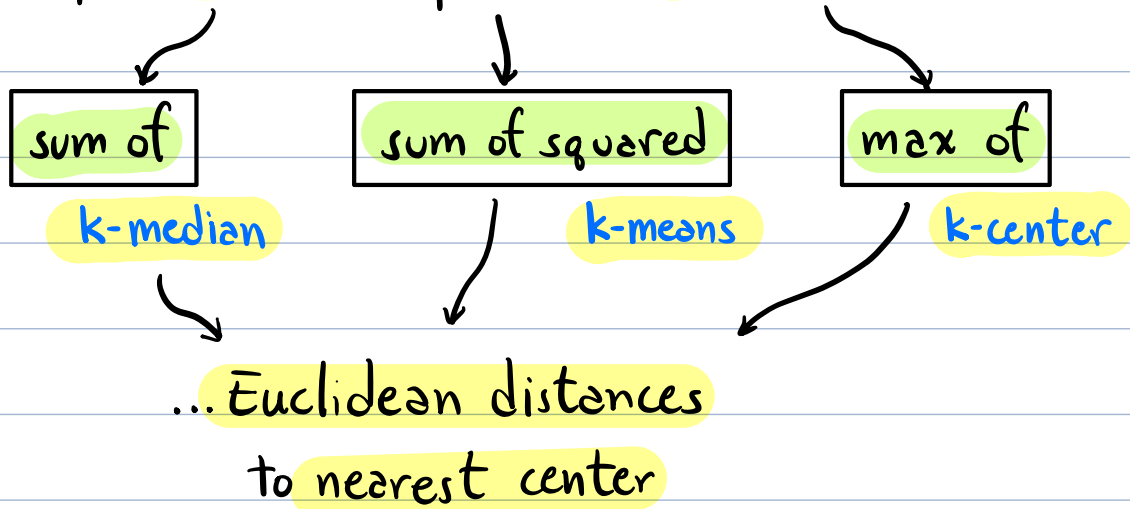 sum of sum of squared max of
k-median k-means k-center
... Euclidean distances
to nearest center